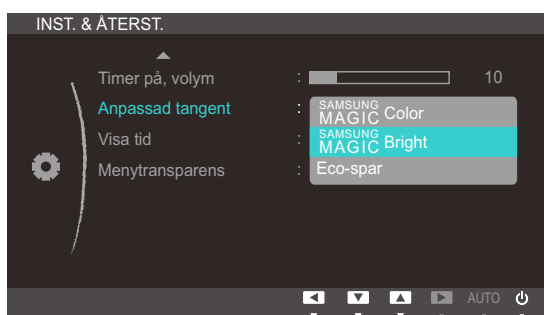 INST. & ÅTERST.
Timer på, volym : 10
Anpassad tangent : SAMSUNG MAGIC Color
Visa tid : SAMSUNG MAGIC Bright
Menytransparens : Eco-spar
AUTO